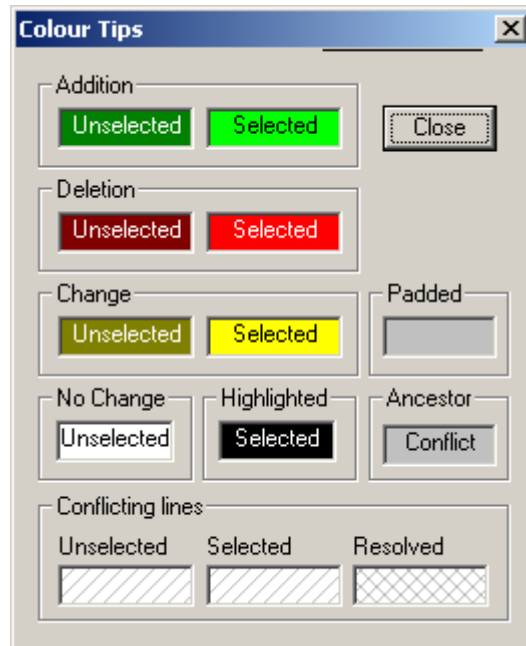 Colour Tips
Addition
Unselected Selected
Close
Deletion
Unselected Selected
Change
Unselected Selected
Padded
No Change
Unselected
Highlighted
Selected
Ancestor
Conflict
Conflicting lines
Unselected Selected Resolved